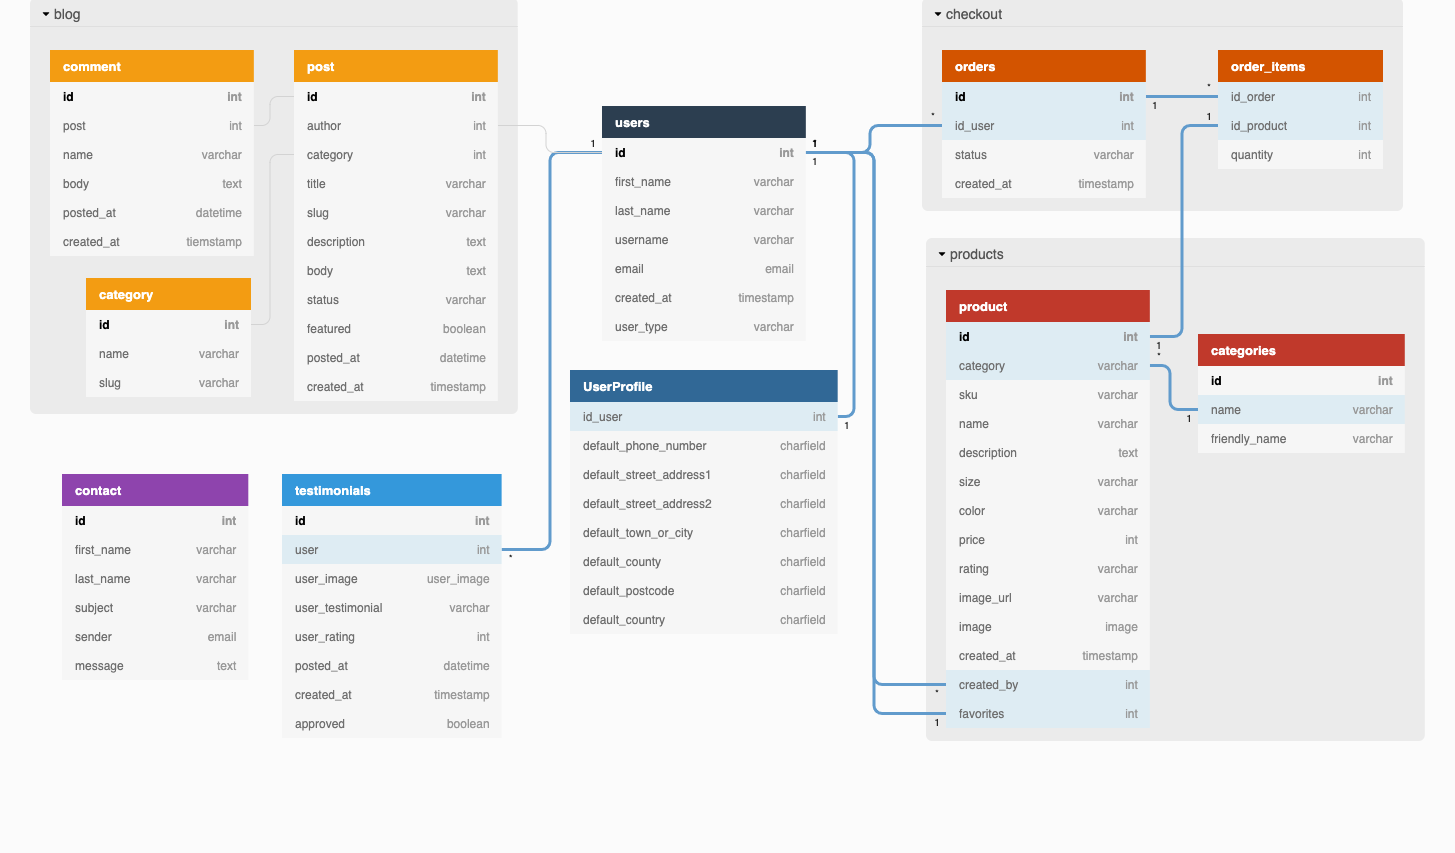 blog
comment
id int
post int
name varchar
body text
posted_at datetime
created_at tiemstamp
post
id int
author int
category int
title varchar
slug varchar
description text
body text
status varchar
featured boolean
posted_at datetime
created_at timestamp
category
id int
name varchar
slug varchar
users
id int
first_name varchar
last_name varchar
username varchar
email email
created_at timestamp
user_type varchar
1
1
1
checkout
orders
id int
id_user int
status varchar
created_at timestamp
*
1
order_items
id_order int
id_product int
quantity int
*
1
products
product
id int
category varchar
sku varchar
name varchar
description text
size varchar
color varchar
price int
rating varchar
image_url varchar
image image
created_at timestamp
created_by int
favorites int
1
*
*
1
categories
id int
name varchar
friendly_name varchar
1
UserProfile
id_user int
default_phone_number charfield
default_street_address1 charfield
default_street_address2 charfield
default_town_or_city charfield
default_county charfield
default_postcode charfield
default_country charfield
1
contact
id int
first_name varchar
last_name varchar
subject varchar
sender email
message text
testimonials
id int
user int
user_image user_image
user_testimonial varchar
user_rating int
posted_at datetime
created_at timestamp
approved boolean
*